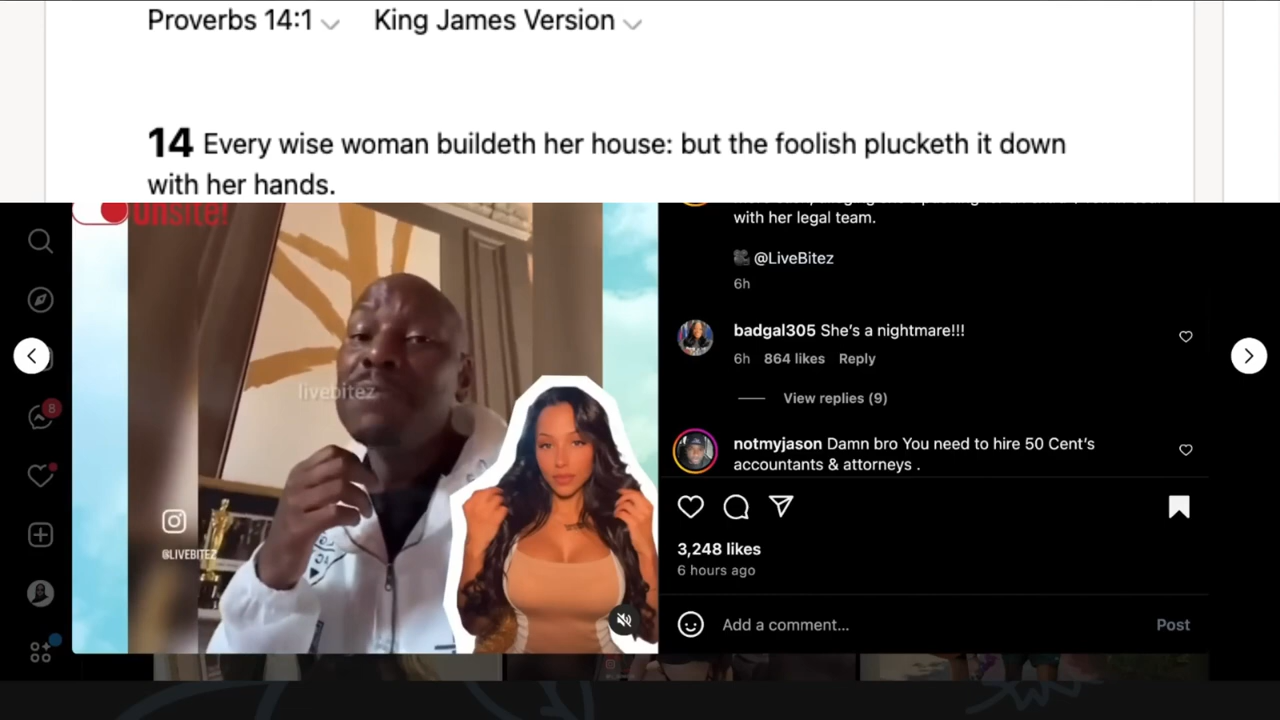 Proverbs 14:1 King James Version
14 Every wise woman buildeth her house: but the foolish plucketh it down
with her hands.
Unsite!
livebitez
@LIVEBITEZ
with her legal team.
@LiveBitez
6h
badgal305 She's a nightmare!!!
6h 864 likes Reply
View replies (9)
notmyjason Damn bro You need to hire 50 Cent's
accountants & attorneys .
3,248 likes
6 hours ago
Add a comment... Post
8